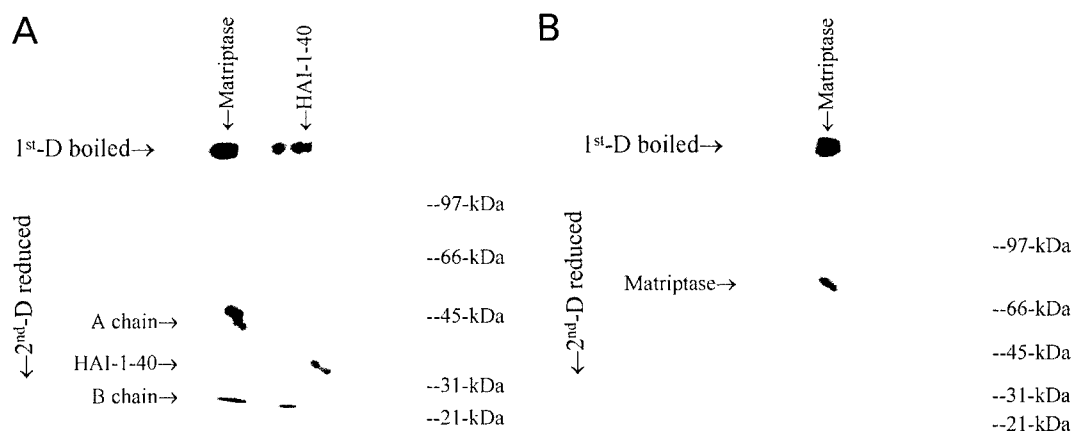 A
←Matriptase
←HAI-1-40
1st-D boiled→
←2nd-D reduced
--97-kDa
--66-kDa
A chain→
--45-kDa
HAI-1-40→
--31-kDa
B chain→
--21-kDa
B
←Matriptase
1st-D boiled→
←2nd-D reduced
--97-kDa
Matriptase→
--66-kDa
--45-kDa
--31-kDa
--21-kDa